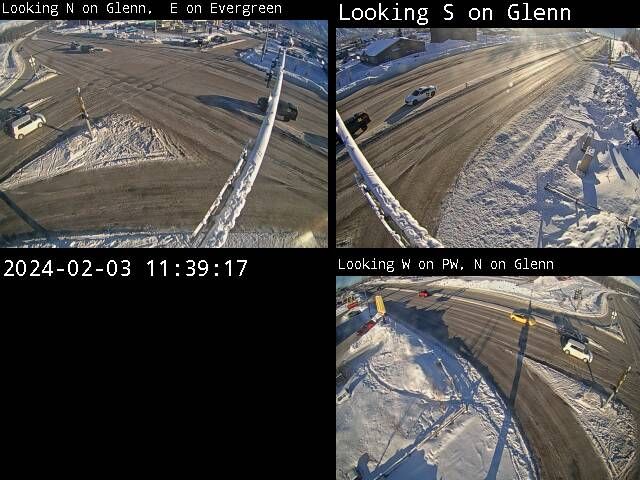 Looking N on Glenn, E on Evergreen
Looking S on Glenn
2024-02-03 11:39:17
Looking W on PW, N on Glenn